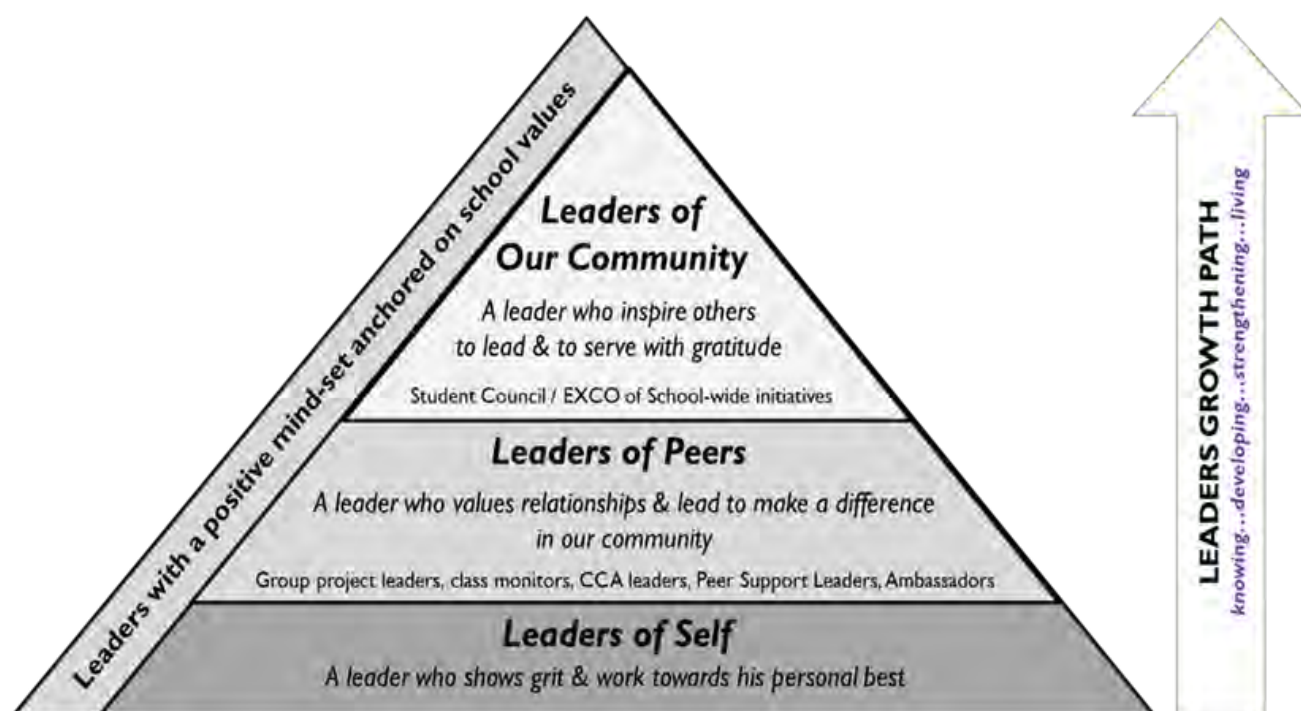 Leaders with a positive mind-set anchored on school values
Leaders of
Our Community
A leader who inspire others
to lead & to serve with gratitude
Student Council / EXCO of School-wide initiatives
Leaders of Peers
A leader who values relationships & lead to make a difference
in our community
Group project leaders, class monitors, CCA leaders, Peer Support Leaders, Ambassadors
Leaders of Self
A leader who shows grit & work towards his personal best
LEADERS GROWTH PATH
knowing...developing...strengthening...living